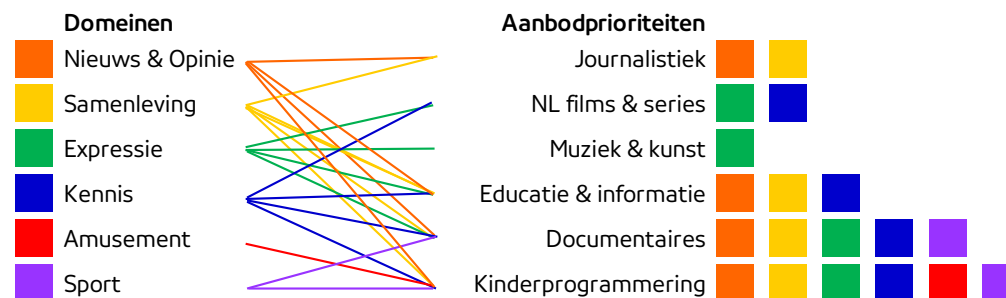 Domeinen
Nieuws & Opinie
Samenleving
Expressie
Kennis
Amusement
Sport
Aanbodprioriteiten
Journalistiek
NL films & series
Muziek & kunst
Educatie & informatie
Documentaires
Kinderprogrammering